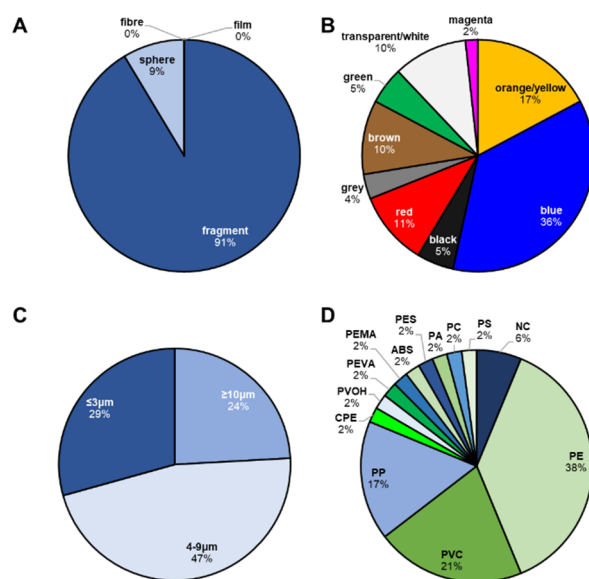 A
fibre
0%
film
0%
sphere
9%
fragment
91%
B
magenta
2%
transparent/white
10%
orange/yellow
17%
green
5%
brown
10%
grey
4%
red
11%
black
5%
blue
36%
C
≤3µm
29%
≥10µm
24%
4-9µm
47%
D
PES
2%
PC
2%
PS
2%
NC
6%
PEMA
2%
ABS
2%
PA
2%
PEVA
2%
PVOH
2%
CPE
2%
PP
17%
PE
38%
PVC
21%